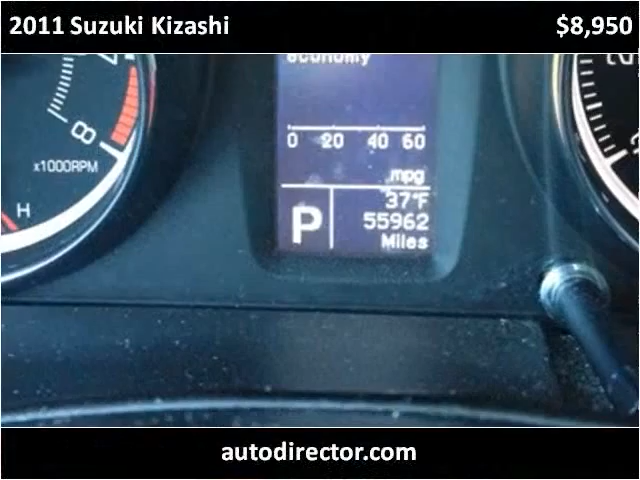 2011 Suzuki Kizashi $8,950
economy
8
x1000RPM
H
0 20 40 60
mpg
37°F
P 55962
Miles
autodirector.com